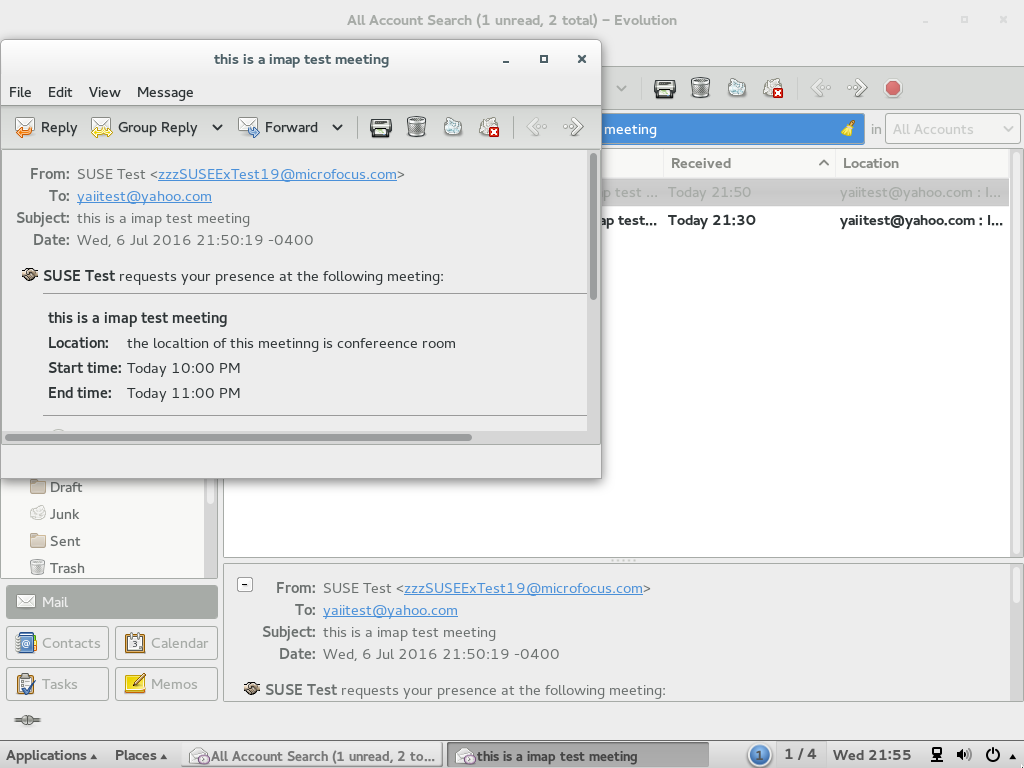 All Account Search (1 unread, 2 total) – Evolution
this is a imap test meeting
File Edit View Message
Reply Group Reply Forward
meeting in All Accounts
From: SUSE Test <zzzSUSEExTest19@microfocus.com>
To: yaiitest@yahoo.com
Subject: this is a imap test meeting
Date: Wed, 6 Jul 2016 21:50:19 -0400
SUSE Test requests your presence at the following meeting:
this is a imap test meeting
Location: the localtion of this meetinng is confereence room
Start time: Today 10:00 PM
End time: Today 11:00 PM
Received Location
ap test ... Today 21:50 yaiitest@yahoo.com : I...
ap test... Today 21:30 yaiitest@yahoo.com : I...
Draft
Junk
Sent
Trash
Mail
Contacts Calendar
Tasks Memos
From: SUSE Test <zzzSUSEExTest19@microfocus.com>
To: yaiitest@yahoo.com
Subject: this is a imap test meeting
Date: Wed, 6 Jul 2016 21:50:19 -0400
SUSE Test requests your presence at the following meeting:
Applications Places All Account Search (1 unread, 2 to... this is a imap test meeting 1 1 / 4 Wed 21:55